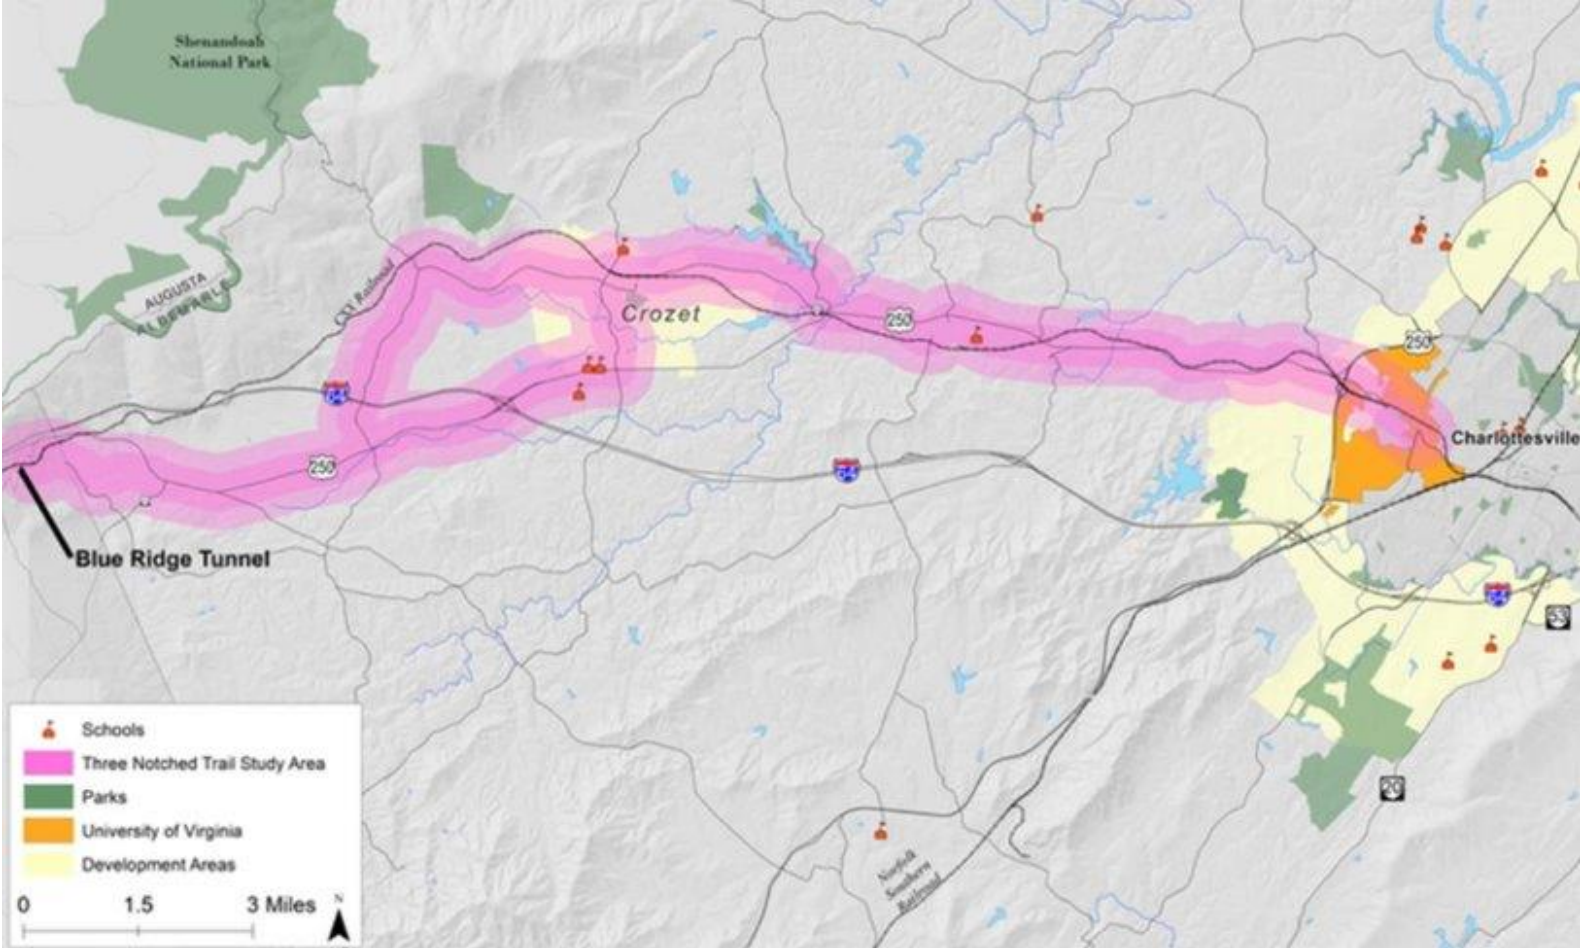 Shenandoah
National Park
AUGUSTA
ALBEMARLE
CSX Railroad
Crozet
250
250
64
Charlottesville
250
64
Blue Ridge Tunnel
64
53
20
Norfolk
Southern
Railroad
Schools
Three Notched Trail Study Area
Parks
University of Virginia
Development Areas
0 1.5 3 Miles N